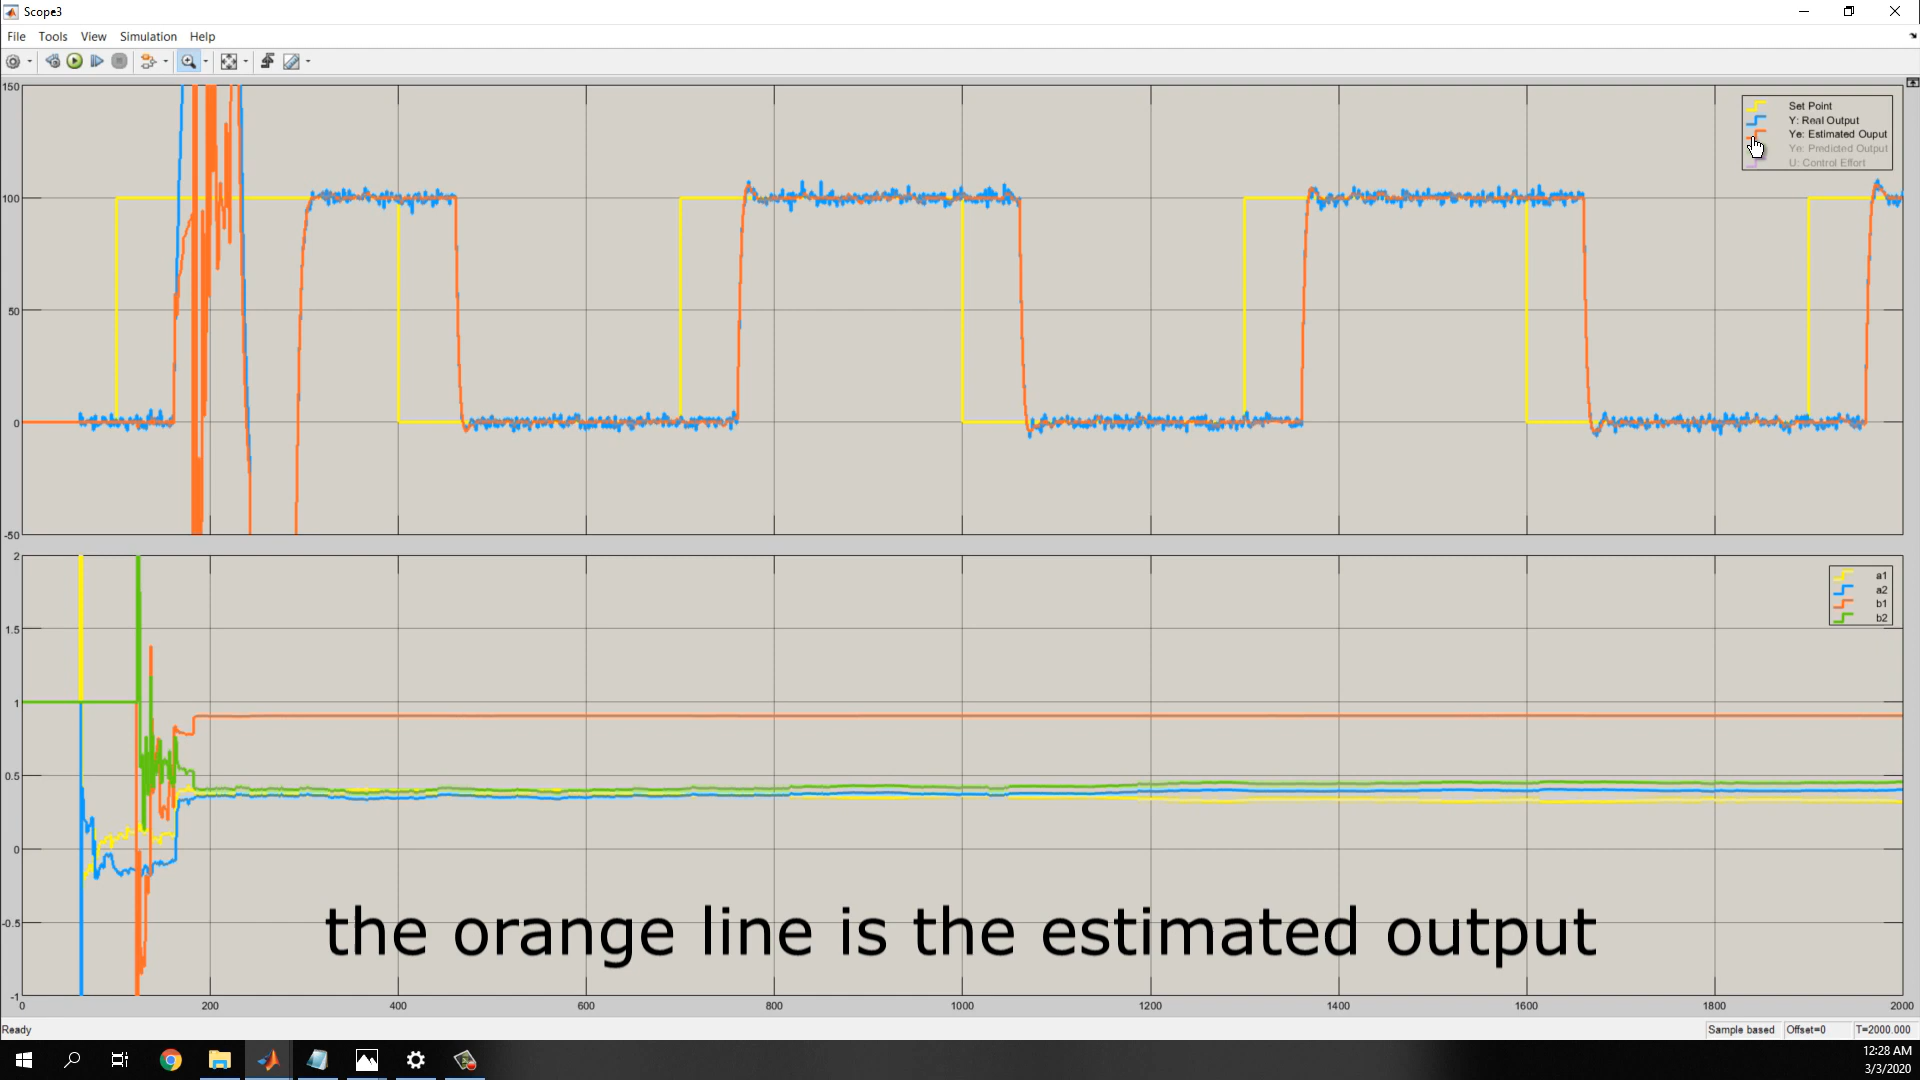 Scope3
File Tools View Simulation Help
150
100
50
0
-50
Set Point
Y: Real Output
Ye: Estimated Ouput
Ye: Predicted Output
U: Control Effort
2
1.5
1
0.5
0
-0.5
-1
a1
a2
b1
b2
the orange line is the estimated output
0 200 400 600 800 1000 1200 1400 1600 1800 2000
Ready Sample based Offset=0 T=2000.000
12:28 AM
3/3/2020